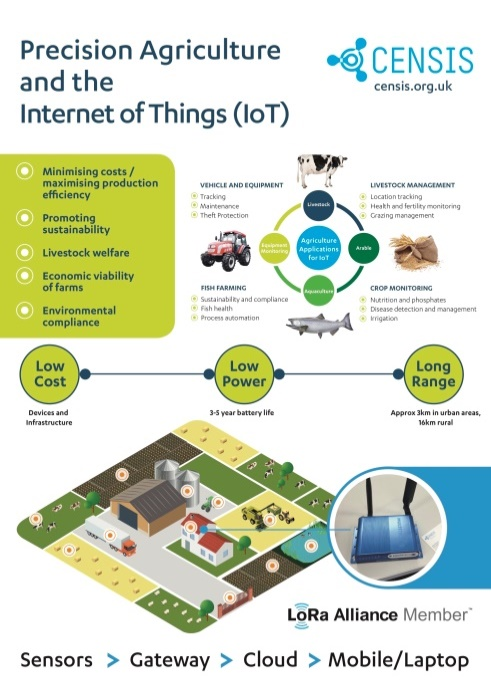 Precision Agriculture
and the
Internet of Things (IoT)
CENSIS
censis.org.uk
Minimising costs /
maximising production
efficiency
Promoting
sustainability
Livestock welfare
Economic viability
of farms
Environmental
compliance
VEHICLE AND EQUIPMENT
Tracking
Maintenance
Theft Protection
LIVESTOCK MANAGEMENT
Location tracking
Health and fertility monitoring
Grazing management
Livestock
Equipment
Monitoring
Agriculture
Applications
for IoT
Arable
Aquaculture
FISH FARMING
Sustainability and compliance
Fish health
Process automation
CROP MONITORING
Nutrition and phosphates
Disease detection and management
Irrigation
Low
Cost
Low
Power
Long
Range
Devices and
Infrastructure
3-5 year battery life
Approx 3km in urban areas,
16km rural
LoRa Alliance Member™
Sensors > Gateway > Cloud > Mobile/Laptop